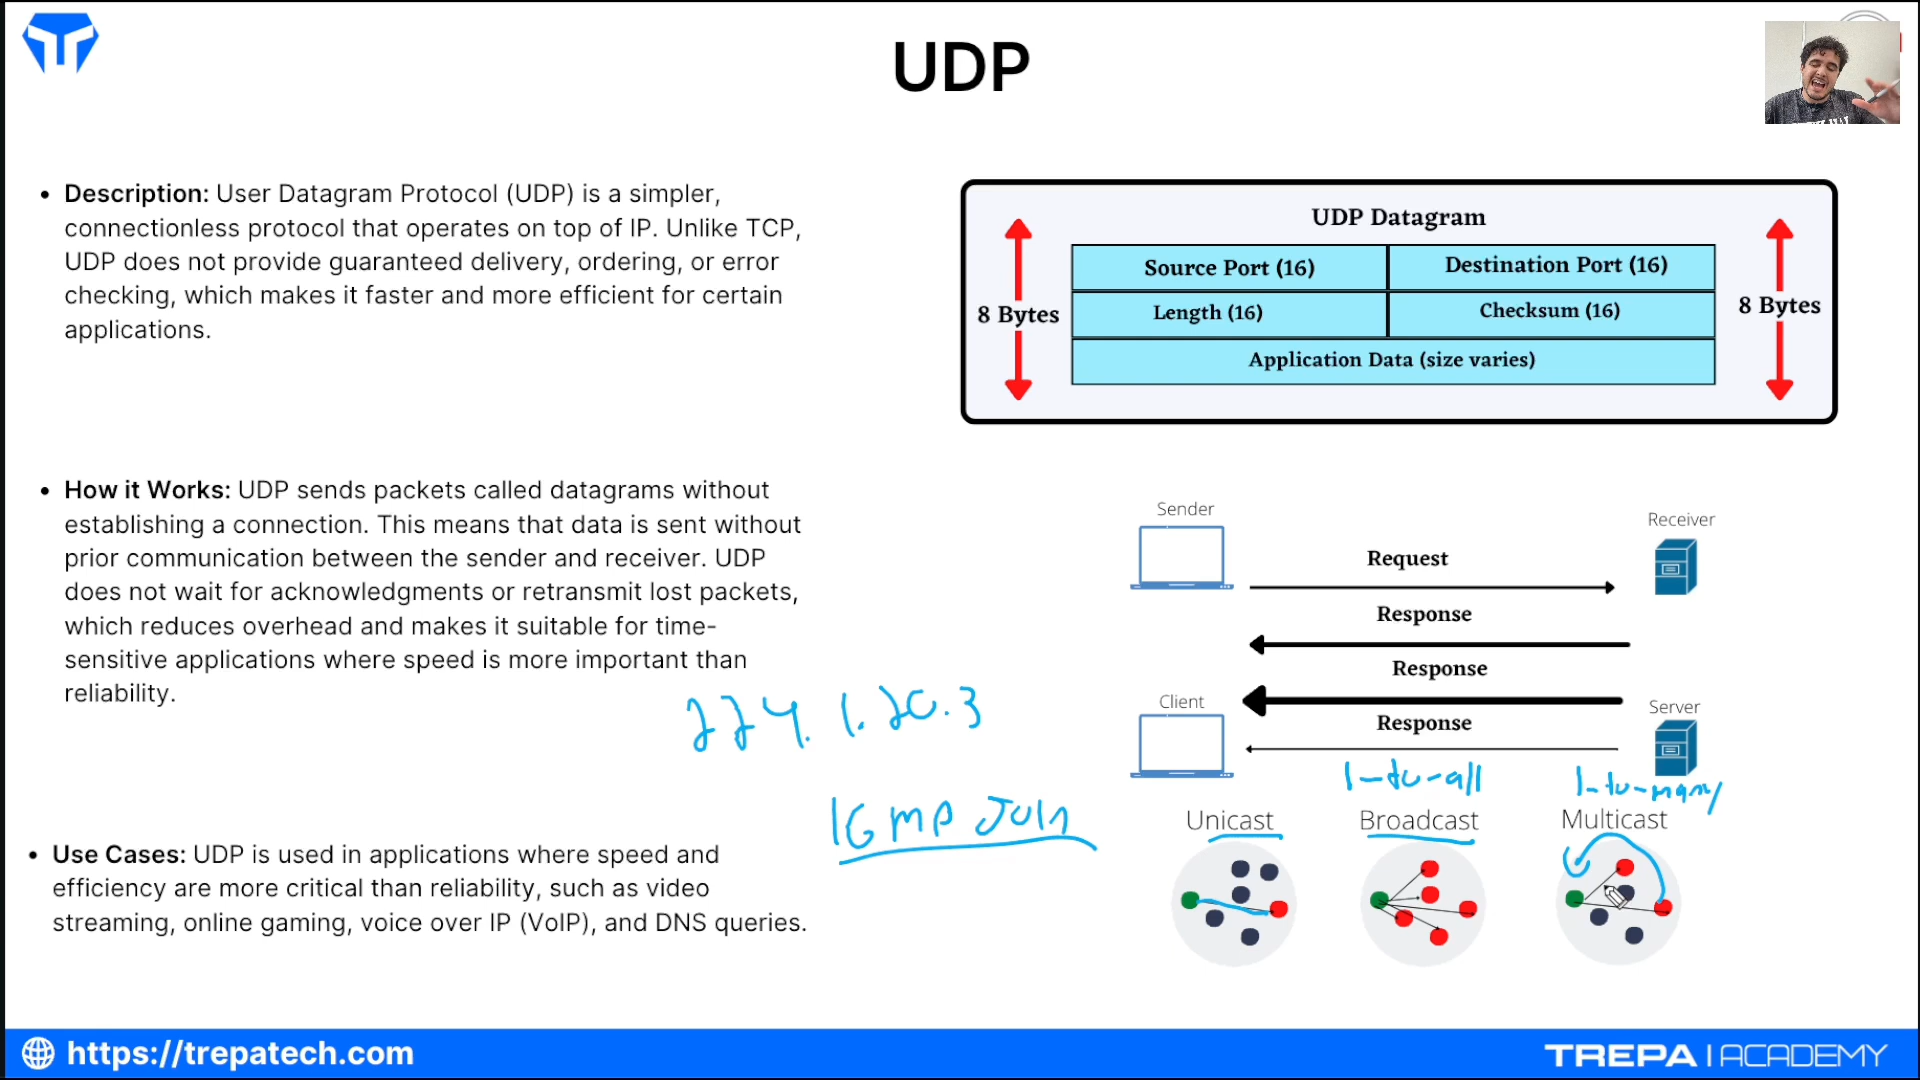 UDP
Description: User Datagram Protocol (UDP) is a simpler,
connectionless protocol that operates on top of IP. Unlike TCP,
UDP does not provide guaranteed delivery, ordering, or error
checking, which makes it faster and more efficient for certain
applications.
UDP Datagram
8 Bytes
Source Port (16)
Destination Port (16)
Length (16)
Checksum (16)
Application Data (size varies)
8 Bytes
How it Works: UDP sends packets called datagrams without
establishing a connection. This means that data is sent without
prior communication between the sender and receiver. UDP
does not wait for acknowledgments or retransmit lost packets,
which reduces overhead and makes it suitable for time-
sensitive applications where speed is more important than
reliability.
224.1.20.3
IGMP Join
Sender
Receiver
Request
Response
Response
Client
Server
Response
1-to-all
1-to-many
Unicast
Broadcast
Multicast
Use Cases: UDP is used in applications where speed and
efficiency are more critical than reliability, such as video
streaming, online gaming, voice over IP (VoIP), and DNS queries.
https://trepatech.com
TREPA | ACADEMY